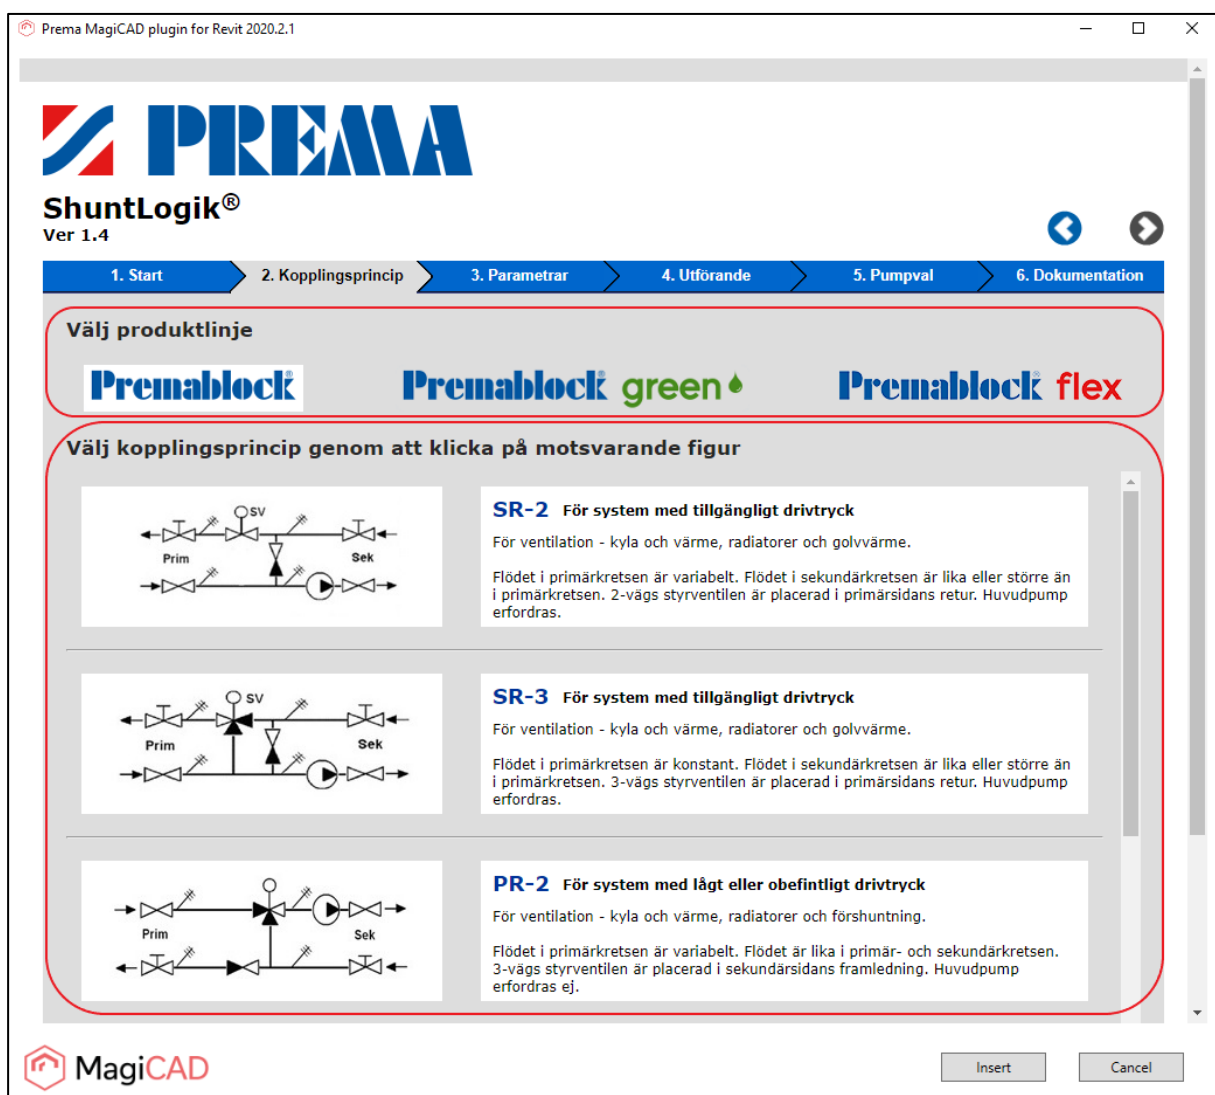 Prema MagiCAD plugin for Revit 2020.2.1
PREMA
ShuntLogik®
Ver 1.4
1. Start
2. Kopplingsprincip
3. Parametrar
4. Utförande
5. Pumpval
6. Dokumentation
Välj produktlinje
Premablock®
Premablock® green
Premablock® flex
Välj kopplingsprincip genom att klicka på motsvarande figur
SV
Prim
Sek
SR-2 För system med tillgängligt drivtryck
För ventilation - kyla och värme, radiatorer och golvvärme.
Flödet i primärkretsen är variabelt. Flödet i sekundärkretsen är lika eller större än
i primärkretsen. 2-vägs styrventilen är placerad i primärsidans retur. Huvudpump
erfordras.
SV
Prim
Sek
SR-3 För system med tillgängligt drivtryck
För ventilation - kyla och värme, radiatorer och golvvärme.
Flödet i primärkretsen är konstant. Flödet i sekundärkretsen är lika eller större än
i primärkretsen. 3-vägs styrventilen är placerad i primärsidans retur. Huvudpump
erfordras.
Prim
Sek
PR-2 För system med lågt eller obefintligt drivtryck
För ventilation - kyla och värme, radiatorer och förshuntning.
Flödet i primärkretsen är variabelt. Flödet är lika i primär- och sekundärkretsen.
3-vägs styrventilen är placerad i sekundärsidans framledning. Huvudpump
erfordras ej.
MagiCAD
Insert
Cancel